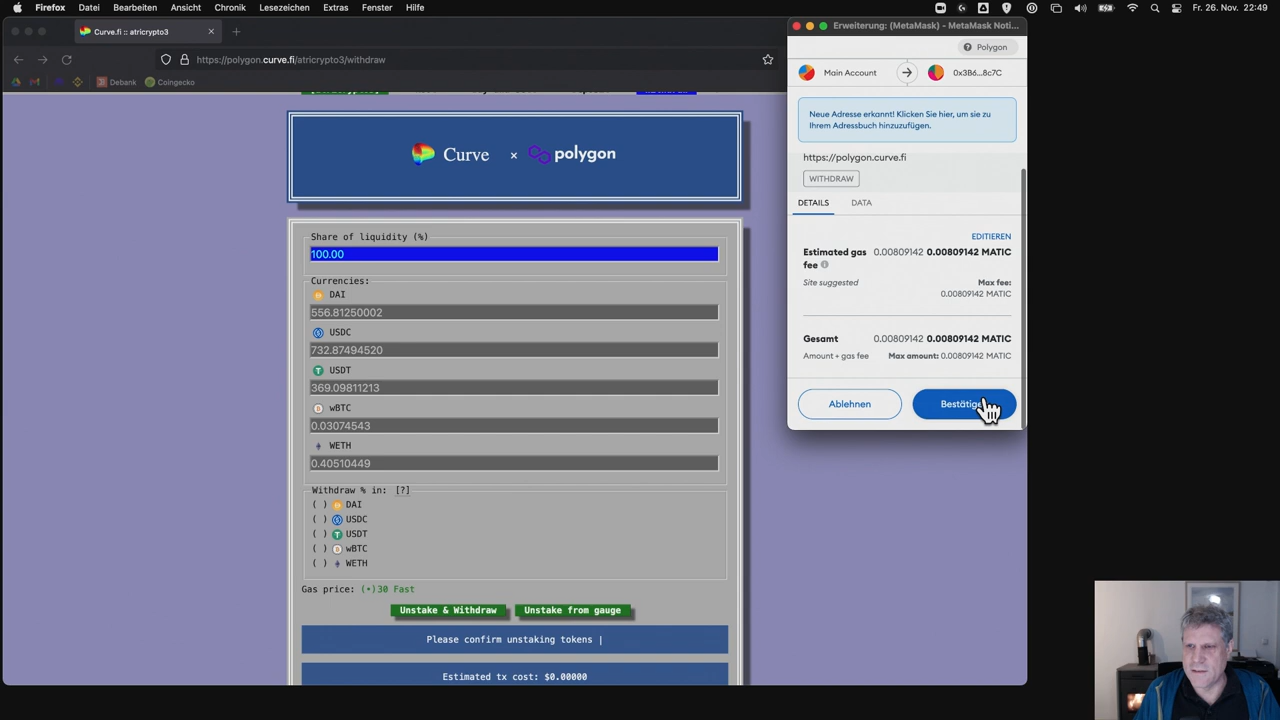 Firefox Datei Bearbeiten Ansicht Chronik Lesezeichen Extras Fenster Hilfe
Fr. 26. Nov. 22:49
Curve.fi :: atricrypto3
Erweiterung: (MetaMask) - MetaMask Noti...
https://polygon.curve.fi/atricrypto3/withdraw
Polygon
Debank
Coingecko
Main Account
0x3B6...8c7C
Neue Adresse erkannt! Klicken Sie hier, um sie zu
Ihrem Adressbuch hinzuzufügen.
https://polygon.curve.fi
WITHDRAW
DETAILS
DATA
EDITIEREN
Estimated gas fee
0.00809142 0.00809142 MATIC
Site suggested
Max fee:
0.00809142 MATIC
Gesamt
0.00809142 0.00809142 MATIC
Amount + gas fee
Max amount: 0.00809142 MATIC
Ablehnen
Curve × polygon
Share of liquidity (%)
100.00
Currencies:
DAI
556.81250002
USDC
732.87494520
USDT
369.09811213
wBTC
0.03074543
WETH
0.40510449
Withdraw % in: [?]
( ) DAI
( ) USDC
( ) USDT
( ) wBTC
( ) WETH
Gas price: (•)30 Fast
Unstake & Withdraw
Unstake from gauge
Please confirm unstaking tokens |
Estimated tx cost: $0.00000